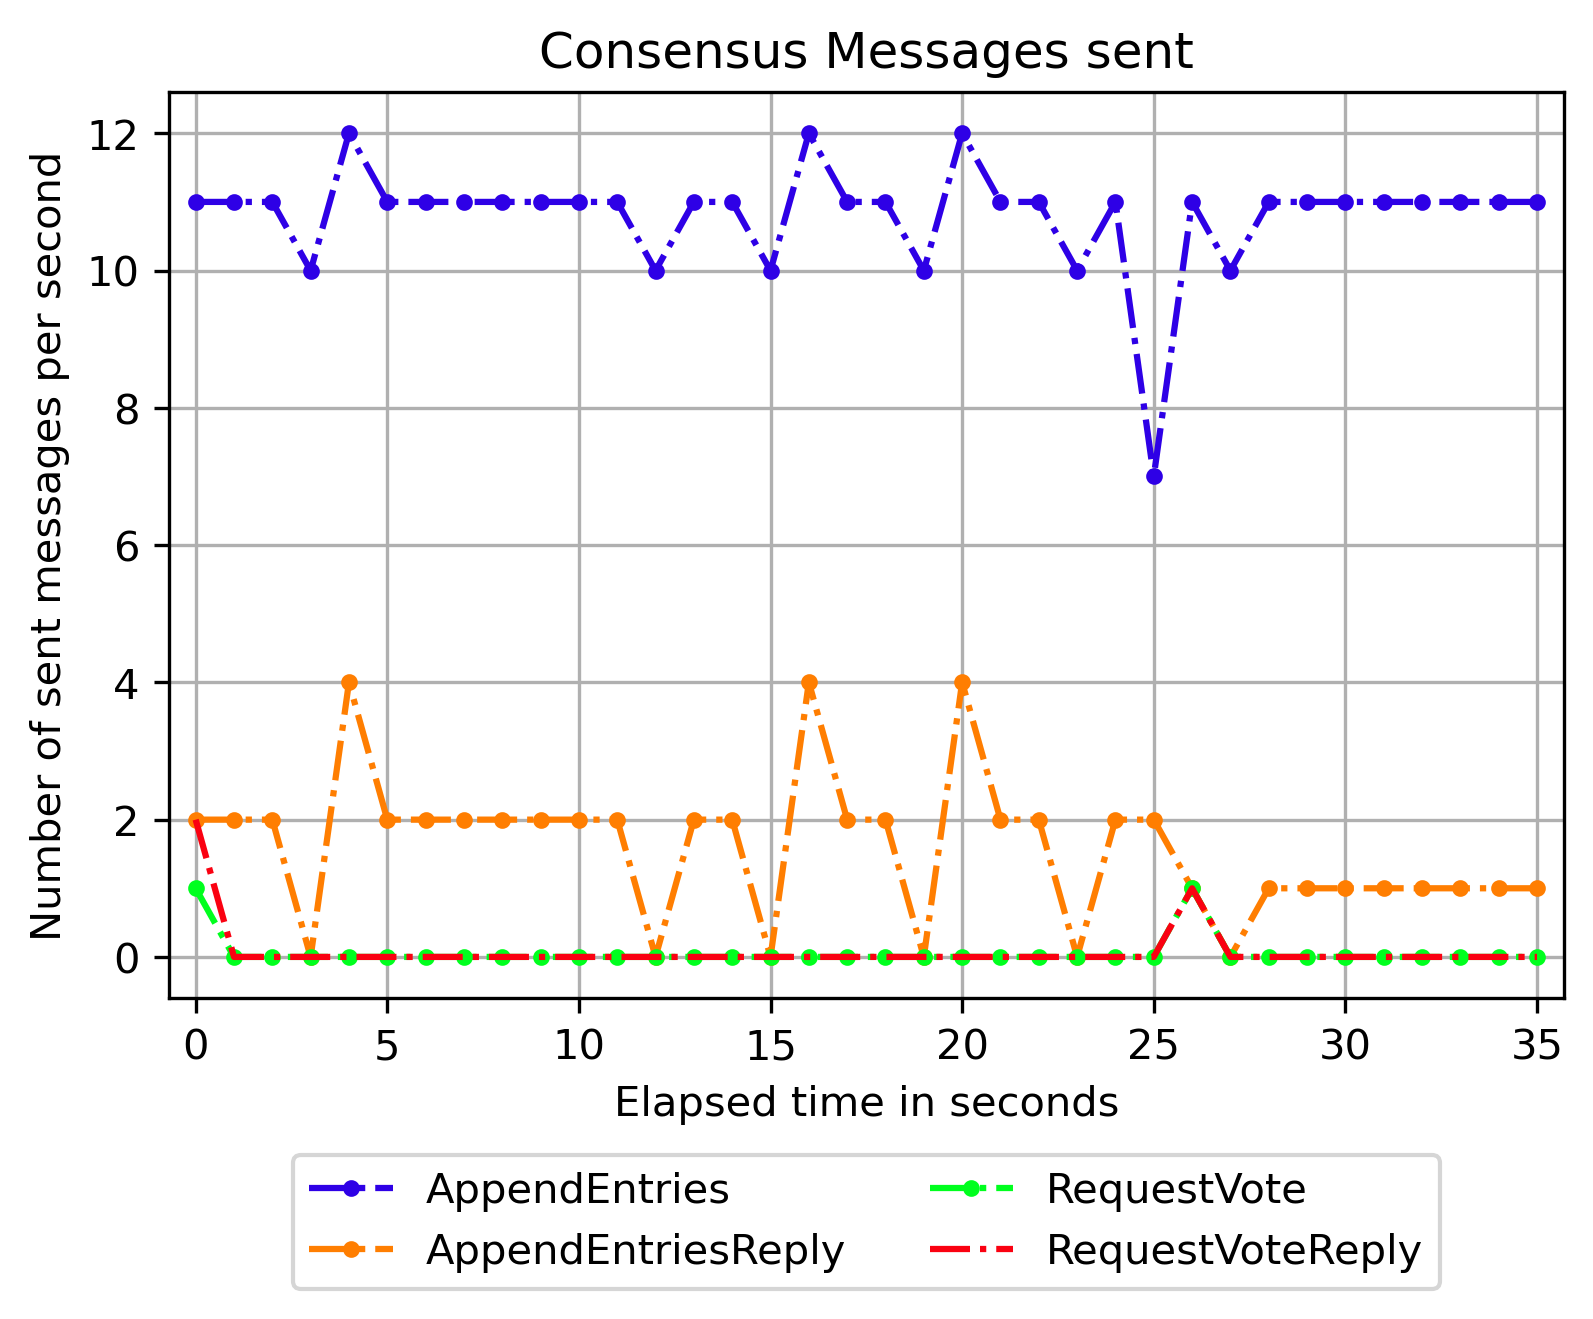 Consensus Messages sent
Number of sent messages per second
12
10
8
6
4
2
0
0 5 10 15 20 25 30 35
Elapsed time in seconds
AppendEntries RequestVote
AppendEntriesReply RequestVoteReply